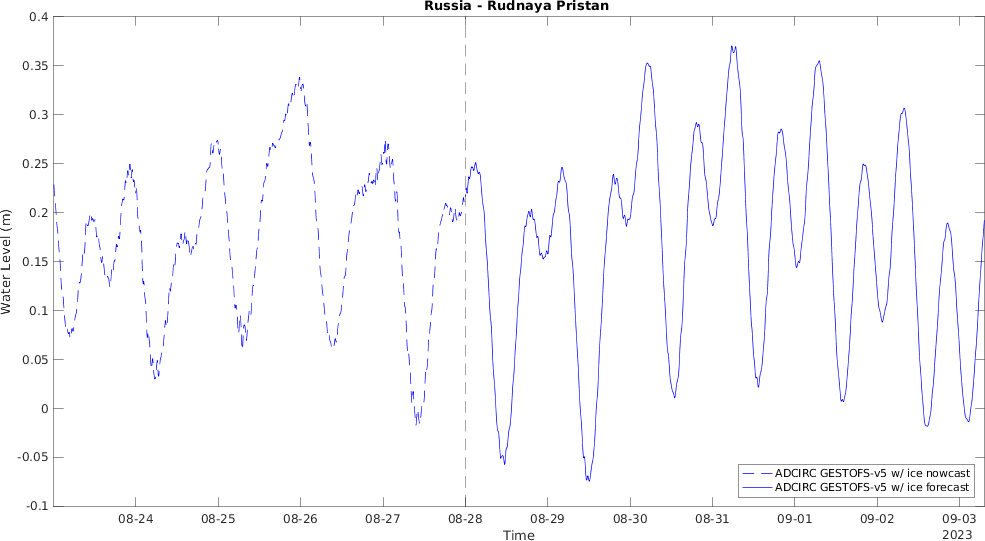 Russia - Rudnaya Pristan
Water Level (m)
0.4
0.35
0.3
0.25
0.2
0.15
0.1
0.05
0
-0.05
-0.1
ADCIRC GESTOFS-v5 w/ ice nowcast
ADCIRC GESTOFS-v5 w/ ice forecast
08-24 08-25 08-26 08-27 08-28 08-29 08-30 08-31 09-01 09-02 09-03
Time
2023